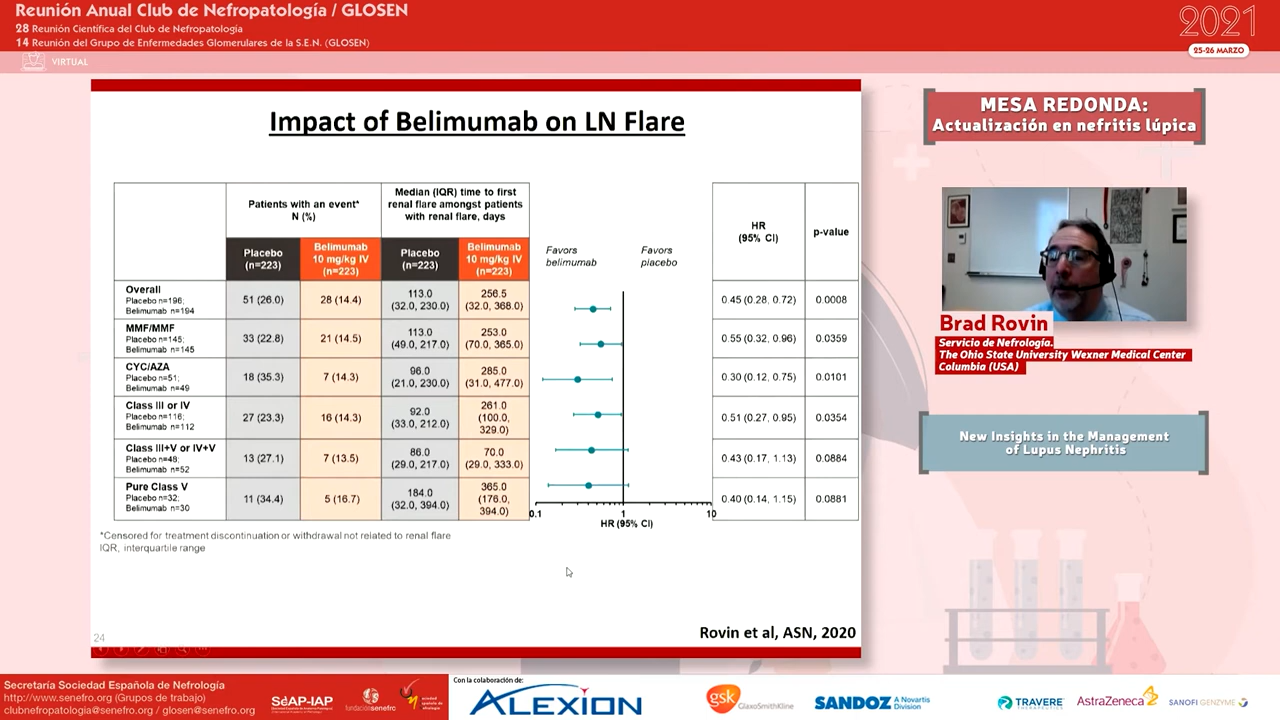 Reunión Anual Club de Nefropatología / GLOSEN
28 Reunión Científica del Club de Nefropatología
14 Reunión del Grupo de Enfermedades Glomerulares de la S.E.N. (GLOSEN)
VIRTUAL
2021
25-26 MARZO
Impact of Belimumab on LN Flare
Patients with an event*
N (%)
Median (IQR) time to first
renal flare amongst patients
with renal flare, days
HR
(95% CI)
p-value
Placebo
(n=223)
Belimumab
10 mg/kg IV
(n=223)
Placebo
(n=223)
Belimumab
10 mg/kg IV
(n=223)
Favors
belimumab
Favors
placebo
Overall
Placebo n=196;
Belimumab n=194
51 (26.0)
28 (14.4)
113.0
(32.0, 230.0)
256.5
(32.0, 368.0)
0.45 (0.28, 0.72)
0.0008
MMF/MMF
Placebo n=145;
Belimumab n=145
33 (22.8)
21 (14.5)
113.0
(49.0, 217.0)
253.0
(70.0, 365.0)
0.55 (0.32, 0.96)
0.0359
CYC/AZA
Placebo n=51;
Belimumab n=49
18 (35.3)
7 (14.3)
96.0
(21.0, 230.0)
285.0
(31.0, 477.0)
0.30 (0.12, 0.75)
0.0101
Class III or IV
Placebo n=116;
Belimumab n=112
27 (23.3)
16 (14.3)
92.0
(33.0, 212.0)
261.0
(100.0,
329.0)
0.51 (0.27, 0.95)
0.0354
Class III+V or IV+V
Placebo n=48;
Belimumab n=52
13 (27.1)
7 (13.5)
86.0
(29.0, 217.0)
70.0
(29.0, 333.0)
0.43 (0.17, 1.13)
0.0884
Pure Class V
Placebo n=32;
Belimumab n=30
11 (34.4)
5 (16.7)
184.0
(32.0, 394.0)
365.0
(176.0,
394.0)
0.40 (0.14, 1.15)
0.0881
0.1
1
10
HR (95% CI)
*Censored for treatment discontinuation or withdrawal not related to renal flare
IQR, interquartile range
Rovin et al, ASN, 2020
24
MESA REDONDA:
Actualización en nefritis lúpica
Brad Rovin
Servicio de Nefrología.
The Ohio State University Wexner Medical Center
Columbia (USA)
New Insights in the Management
of Lupus Nephritis
Secretaría Sociedad Española de Nefrología
http://www.senefro.org (Grupos de trabajo)
clubnefropatologia@senefro.org / glosen@senefro.org
SEAP-IAP
fundaciónsenefro
Con la colaboración de:
ALEXION
gsk
GlaxoSmithKline
SANDOZ
A Novartis
Division
TRAVERE
THERAPEUTICS
AstraZeneca
SANOFI GENZYME